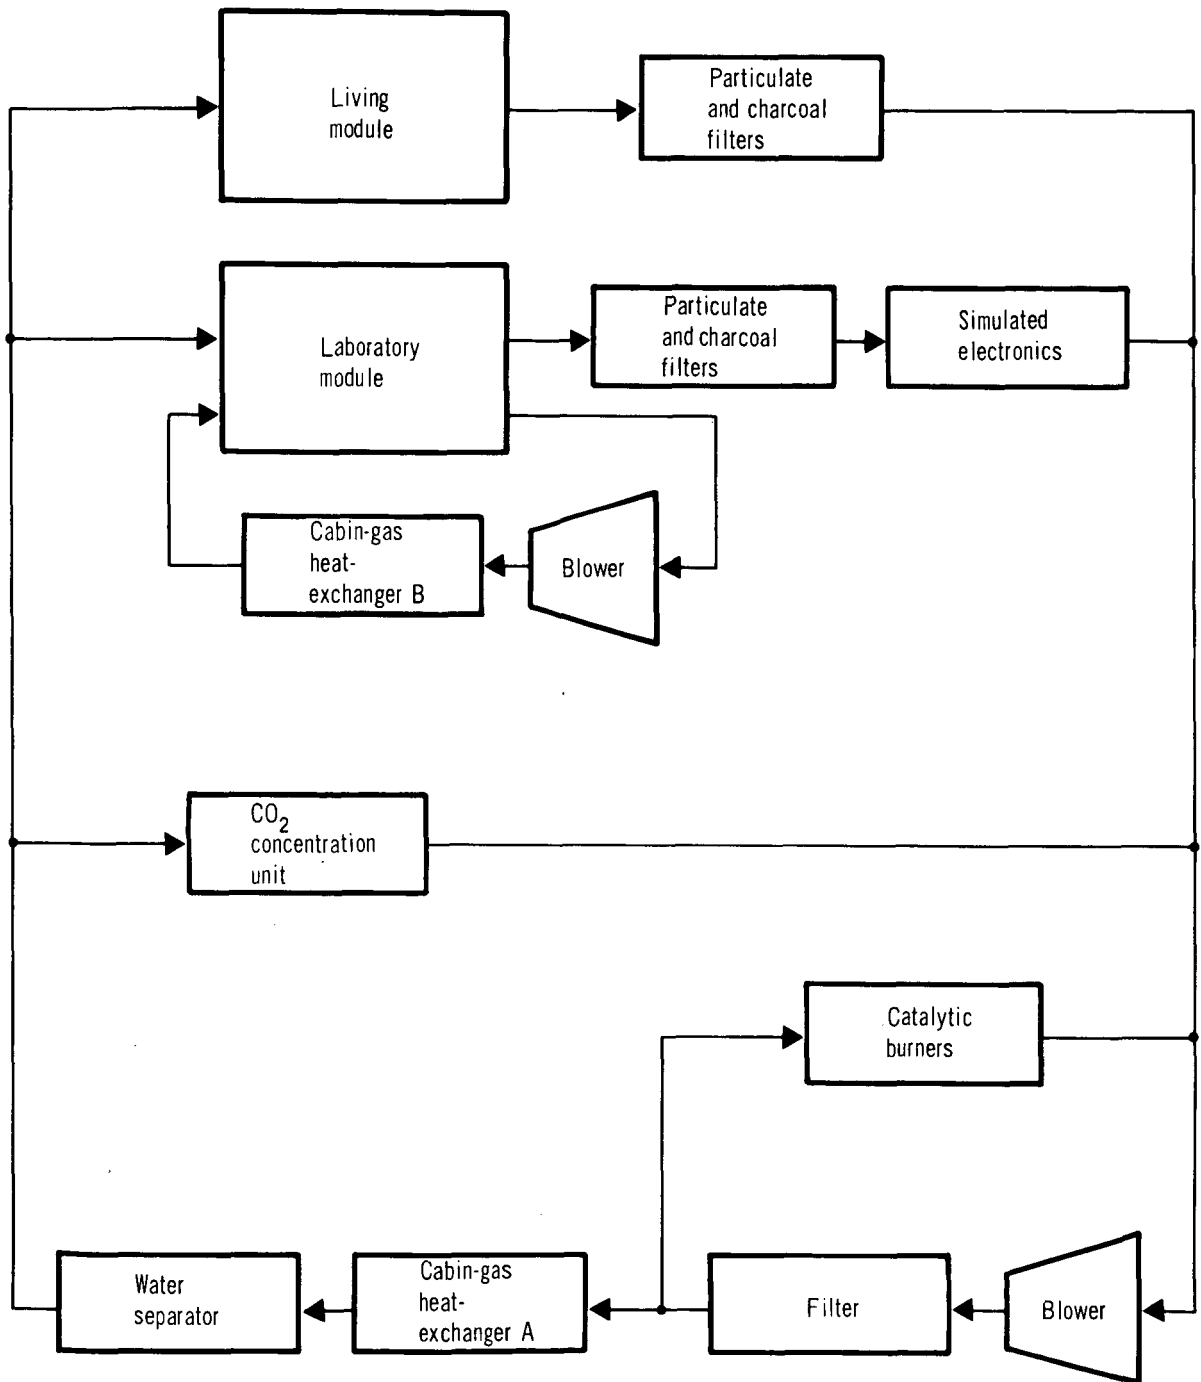 Living
module
Particulate
and charcoal
filters
Laboratory
module
Particulate
and charcoal
filters
Simulated
electronics
Cabin-gas
heat-
exchanger B
Blower
CO2
concentration
unit
Catalytic
burners
Water
separator
Cabin-gas
heat-
exchanger A
Filter
Blower